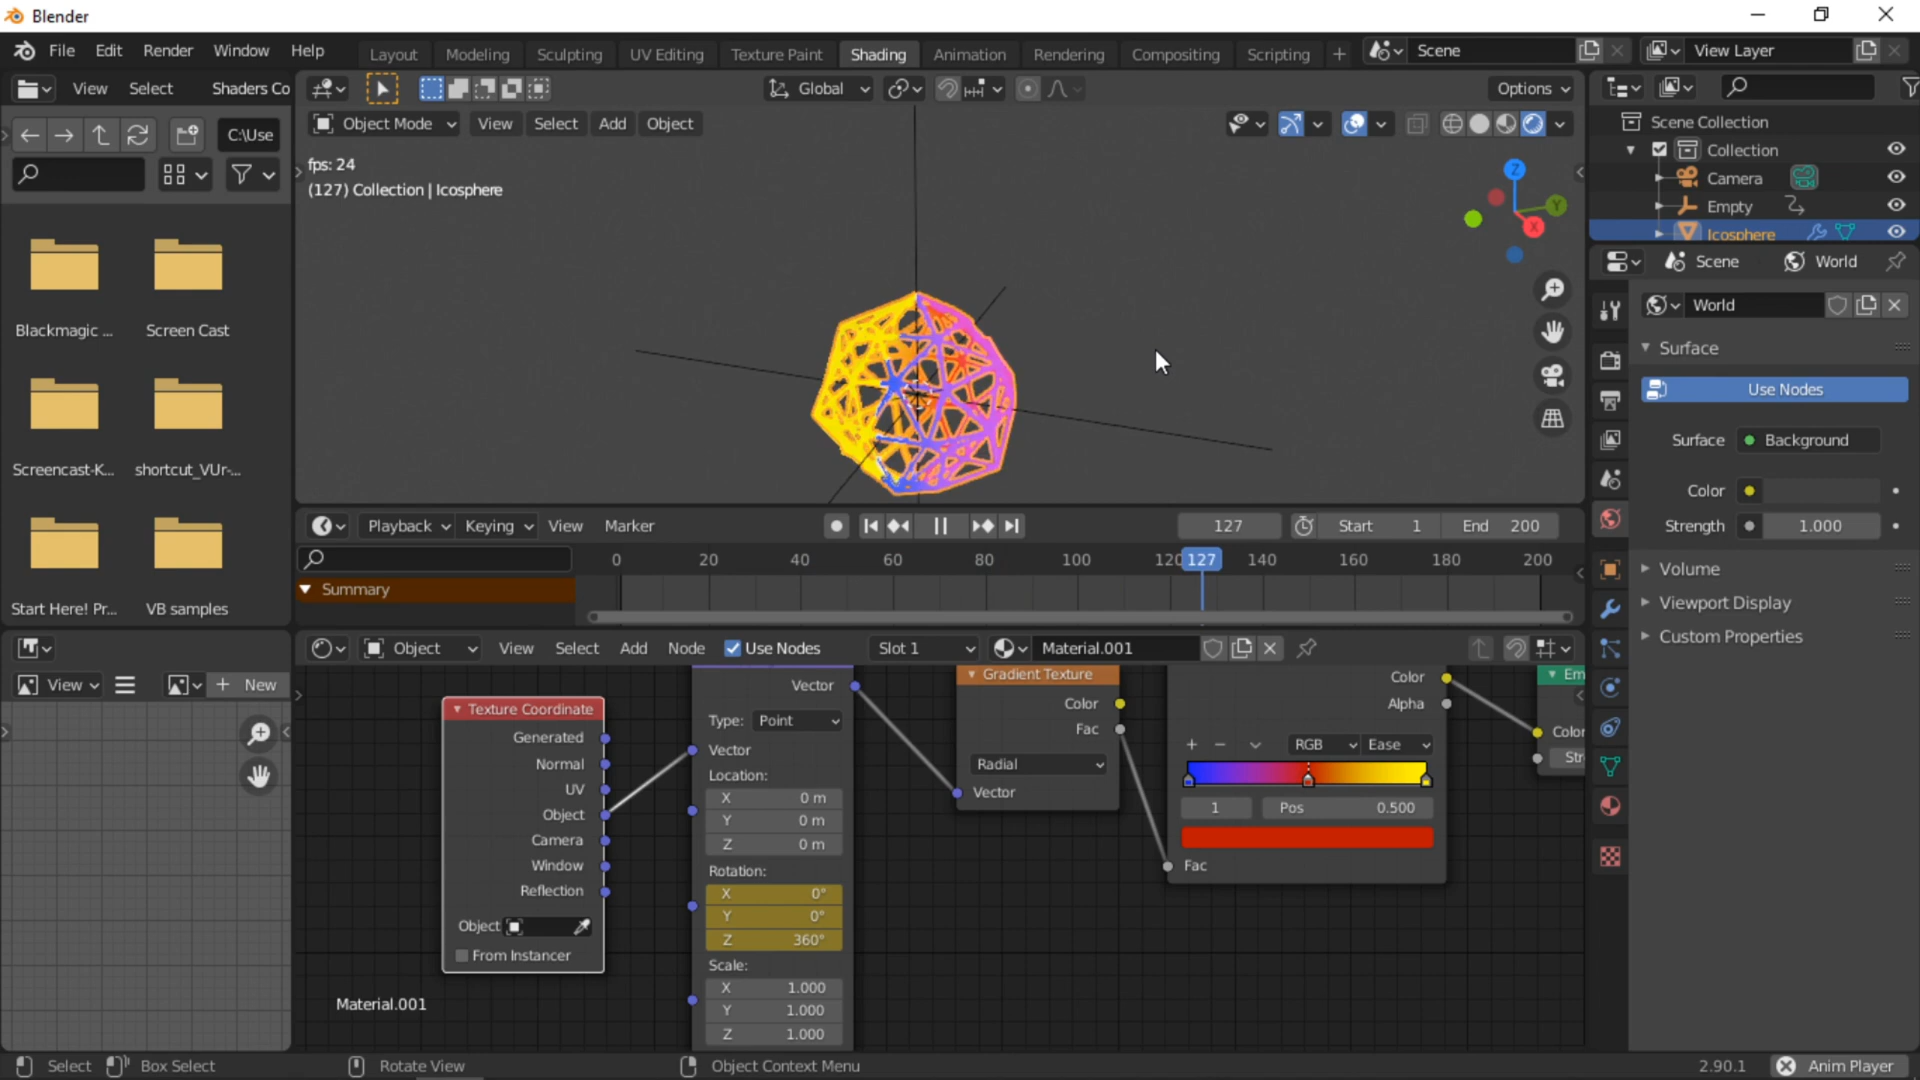 Blender
File Edit Render Window Help
Layout Modeling Sculpting UV Editing Texture Paint Shading Animation Rendering Compositing Scripting +
Scene
View Layer
View Select Shaders Co
Global
Options
C:\Use
Object Mode View Select Add Object
fps: 24
(127) Collection | Icosphere
Z
Y
X
Blackmagic ...
Screen Cast
Screencast-K...
shortcut_VUr-...
Start Here! Pr...
VB samples
Scene Collection
Collection
Camera
Empty
Icosphere
Scene
World
World
Surface
Use Nodes
Surface
Background
Color
Strength
1.000
Volume
Viewport Display
Custom Properties
Playback Keying View Marker
127
Start 1
End 200
0 20 40 60 80 100 120 127 140 160 180 200
Summary
View
+ New
Object View Select Add Node Use Nodes Slot 1 Material.001
Texture Coordinate
Generated
Normal
UV
Object
Camera
Window
Reflection
Object
From Instancer
Vector
Type: Point
Vector
Location:
X 0 m
Y 0 m
Z 0 m
Rotation:
X 0°
Y 0°
Z 360°
Scale:
X 1.000
Y 1.000
Z 1.000
Gradient Texture
Color
Fac
Radial
Vector
Color
Alpha
+ −
RGB
Ease
1
Pos 0.500
Fac
Em
Color
Str
Material.001
Select
Box Select
Rotate View
Object Context Menu
2.90.1
Anim Player